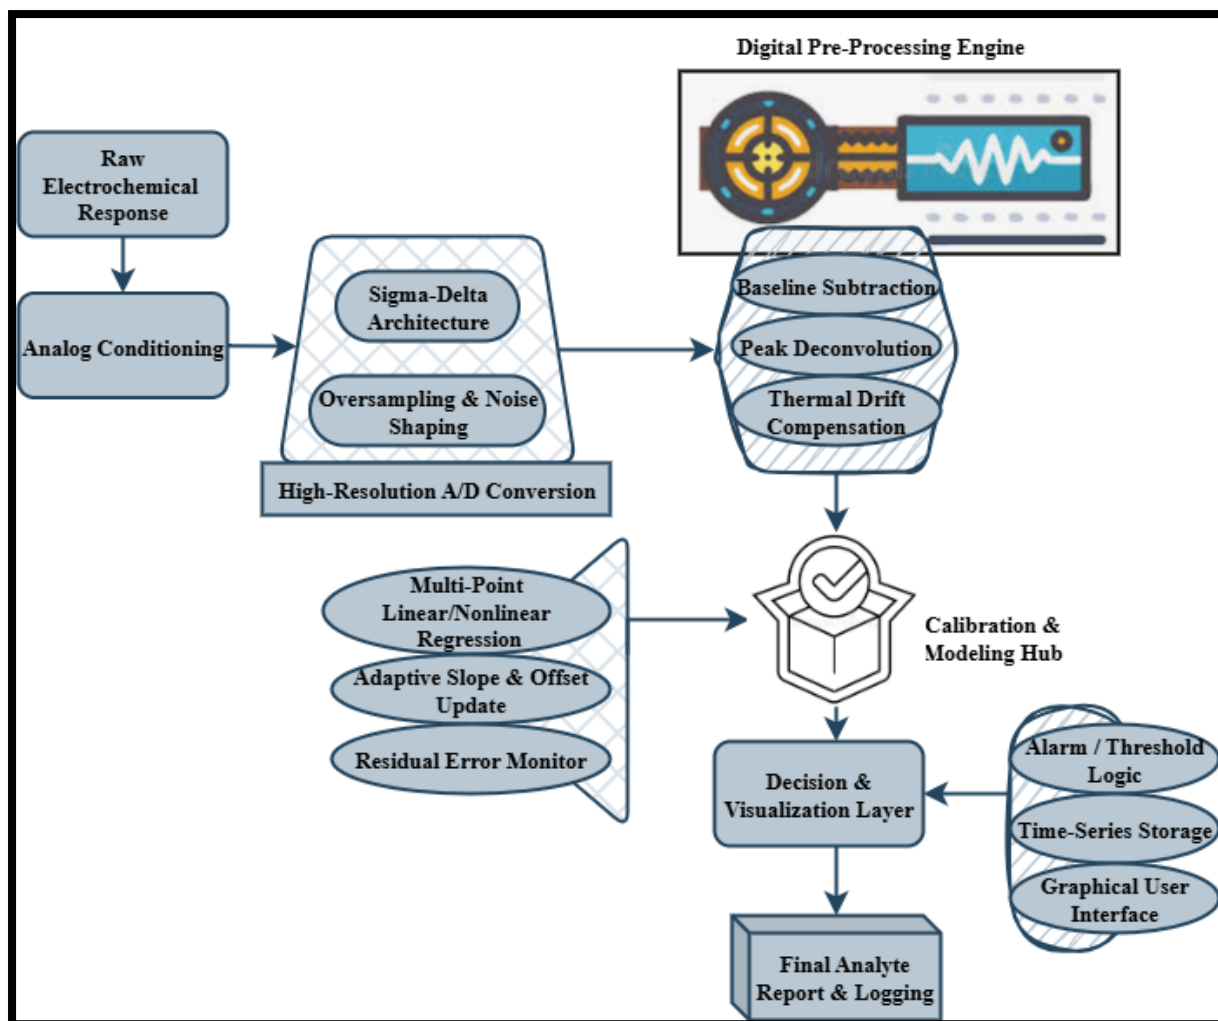 Digital Pre-Processing Engine
Raw
Electrochemical
Response
Analog Conditioning
Sigma-Delta
Architecture
Oversampling & Noise
Shaping
High-Resolution A/D Conversion
Baseline Subtraction
Peak Deconvolution
Thermal Drift
Compensation
Multi-Point
Linear/Nonlinear
Regression
Adaptive Slope & Offset
Update
Residual Error Monitor
Calibration &
Modeling Hub
Decision &
Visualization Layer
Alarm / Threshold
Logic
Time-Series Storage
Graphical User
Interface
Final Analyte
Report & Logging